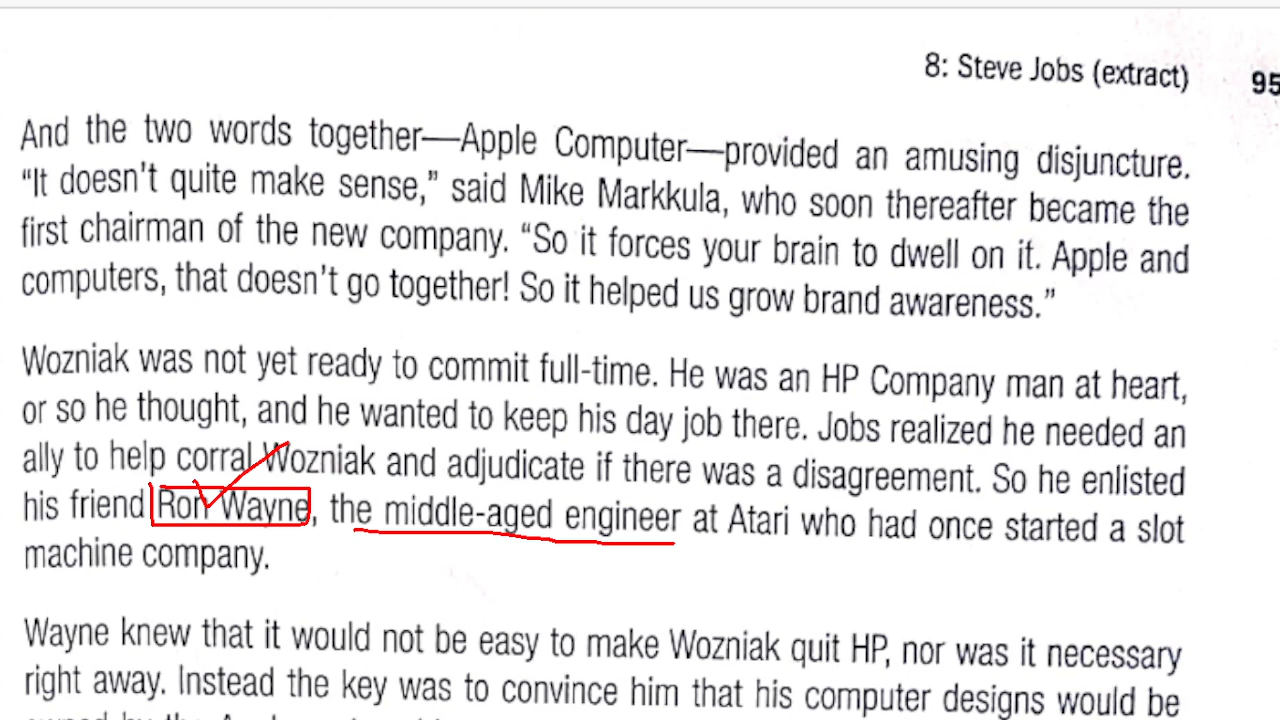 8: Steve Jobs (extract) 95
And the two words together—Apple Computer—provided an amusing disjuncture.
“It doesn't quite make sense,” said Mike Markkula, who soon thereafter became the
first chairman of the new company. “So it forces your brain to dwell on it. Apple and
computers, that doesn't go together! So it helped us grow brand awareness.”
Wozniak was not yet ready to commit full-time. He was an HP Company man at heart,
or so he thought, and he wanted to keep his day job there. Jobs realized he needed an
ally to help corral Wozniak and adjudicate if there was a disagreement. So he enlisted
his friend Ron Wayne, the middle-aged engineer at Atari who had once started a slot
machine company.
Wayne knew that it would not be easy to make Wozniak quit HP, nor was it necessary
right away. Instead the key was to convince him that his computer designs would be